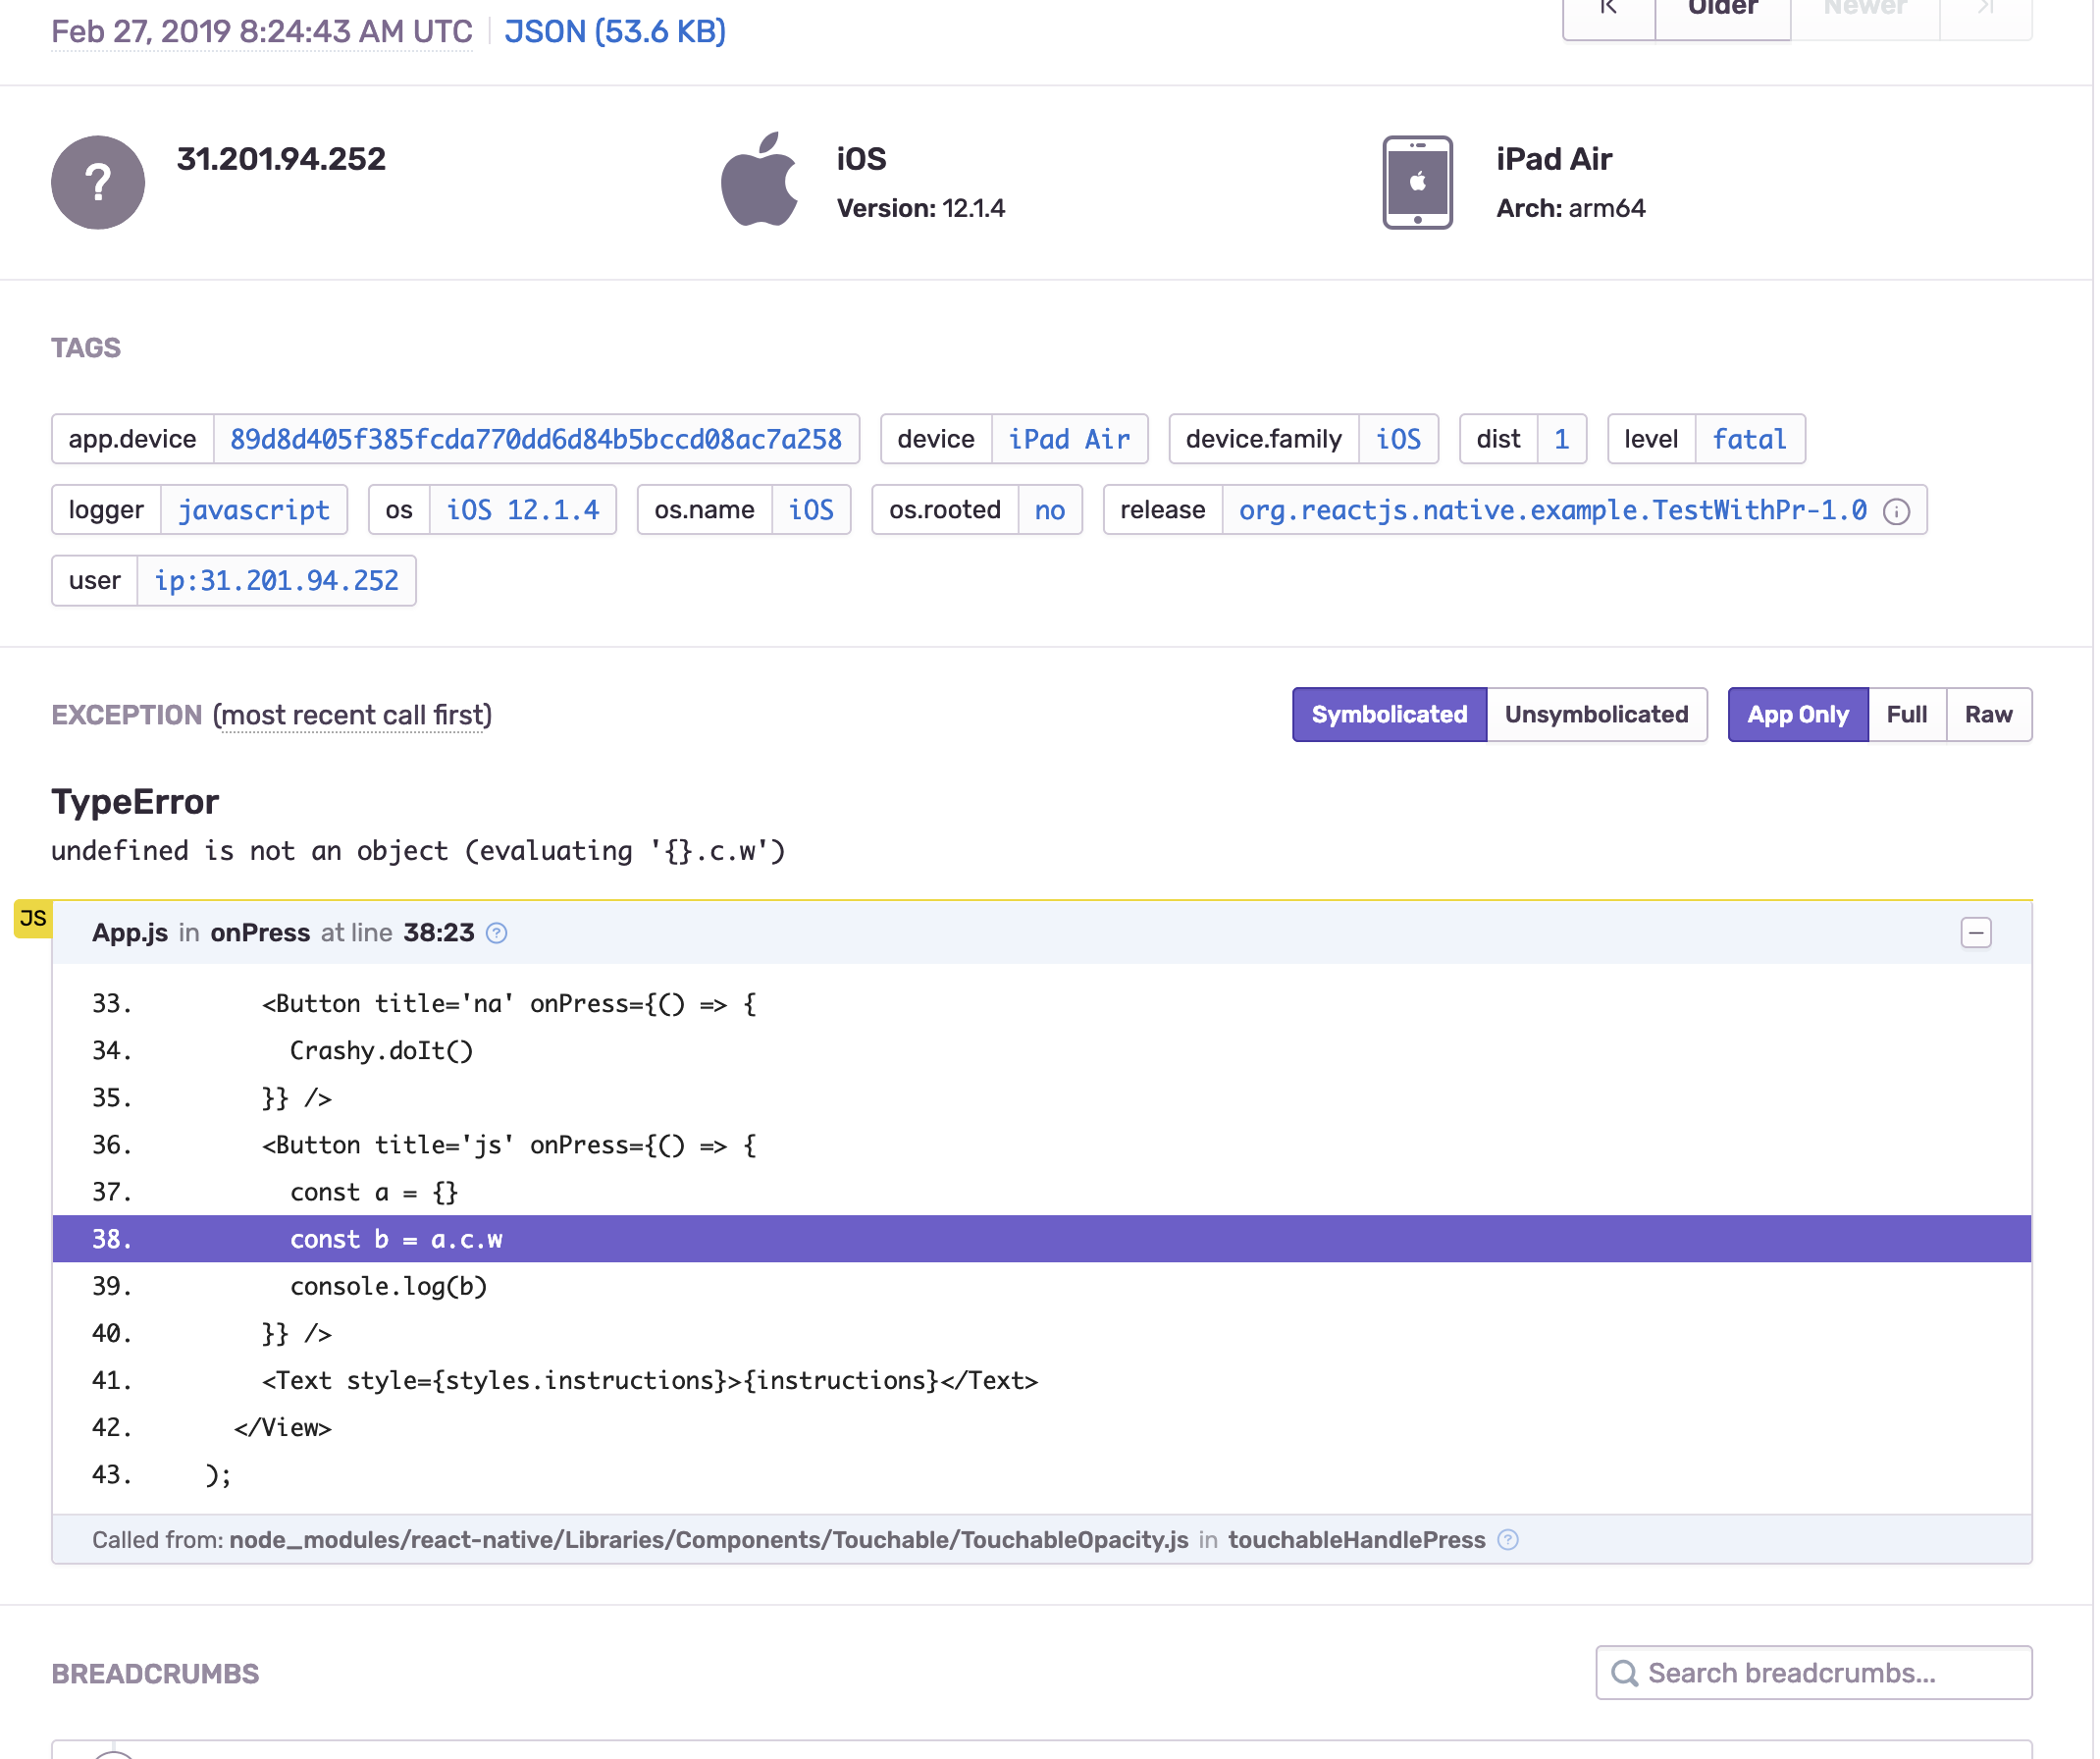 Feb 27, 2019 8:24:43 AM UTC JSON (53.6 KB) Older Newer
31.201.94.252 iOS iPad Air
? Version: 12.1.4 Arch: arm64
TAGS
app.device 89d8d405f385fcda770dd6d84b5bccd08ac7a258 device iPad Air device.family iOS dist 1 level fatal
logger javascript os iOS 12.1.4 os.name iOS os.rooted no release org.reactjs.native.example.TestWithPr-1.0
user ip:31.201.94.252
EXCEPTION (most recent call first) Symbolicated Unsymbolicated App Only Full Raw
TypeError
undefined is not an object (evaluating '{}.c.w')
JS App.js in onPress at line 38:23 ?
33. <Button title='na' onPress={() => {
34. Crashy.doIt()
35. }} />
36. <Button title='js' onPress={() => {
37. const a = {}
38. const b = a.c.w
39. console.log(b)
40. }} />
41. <Text style={styles.instructions}>{instructions}</Text>
42. </View>
43. );
Called from: node_modules/react-native/Libraries/Components/Touchable/TouchableOpacity.js in touchableHandlePress ?
BREADCRUMBS Search breadcrumbs...